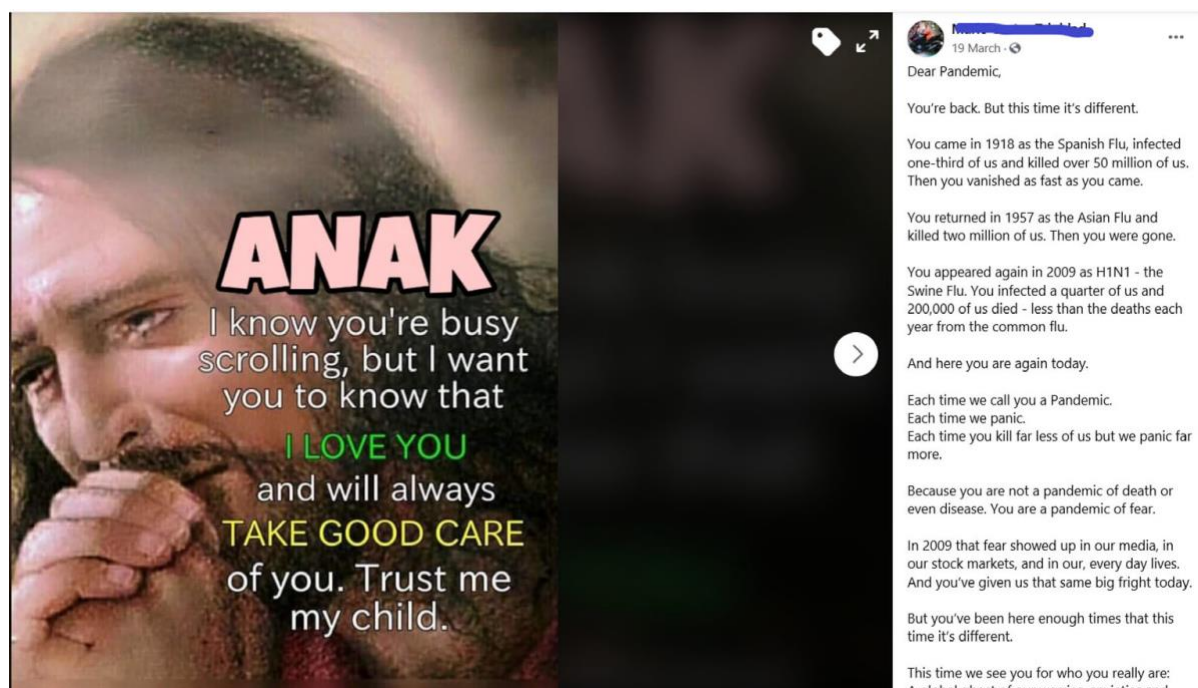 ANAK
I know you're busy
scrolling, but I want
you to know that
I LOVE YOU
and will always
TAKE GOOD CARE
of you. Trust me
my child.
19 March ·
Dear Pandemic,
You're back. But this time it's different.
You came in 1918 as the Spanish Flu, infected
one-third of us and killed over 50 million of us.
Then you vanished as fast as you came.
You returned in 1957 as the Asian Flu and
killed two million of us. Then you were gone.
You appeared again in 2009 as H1N1 - the
Swine Flu. You infected a quarter of us and
200,000 of us died - less than the deaths each
year from the common flu.
And here you are again today.
Each time we call you a Pandemic.
Each time we panic.
Each time you kill far less of us but we panic far
more.
Because you are not a pandemic of death or
even disease. You are a pandemic of fear.
In 2009 that fear showed up in our media, in
our stock markets, and in our, every day lives.
And you've given us that same big fright today.
But you've been here enough times that this
time it's different.
This time we see you for who you really are: